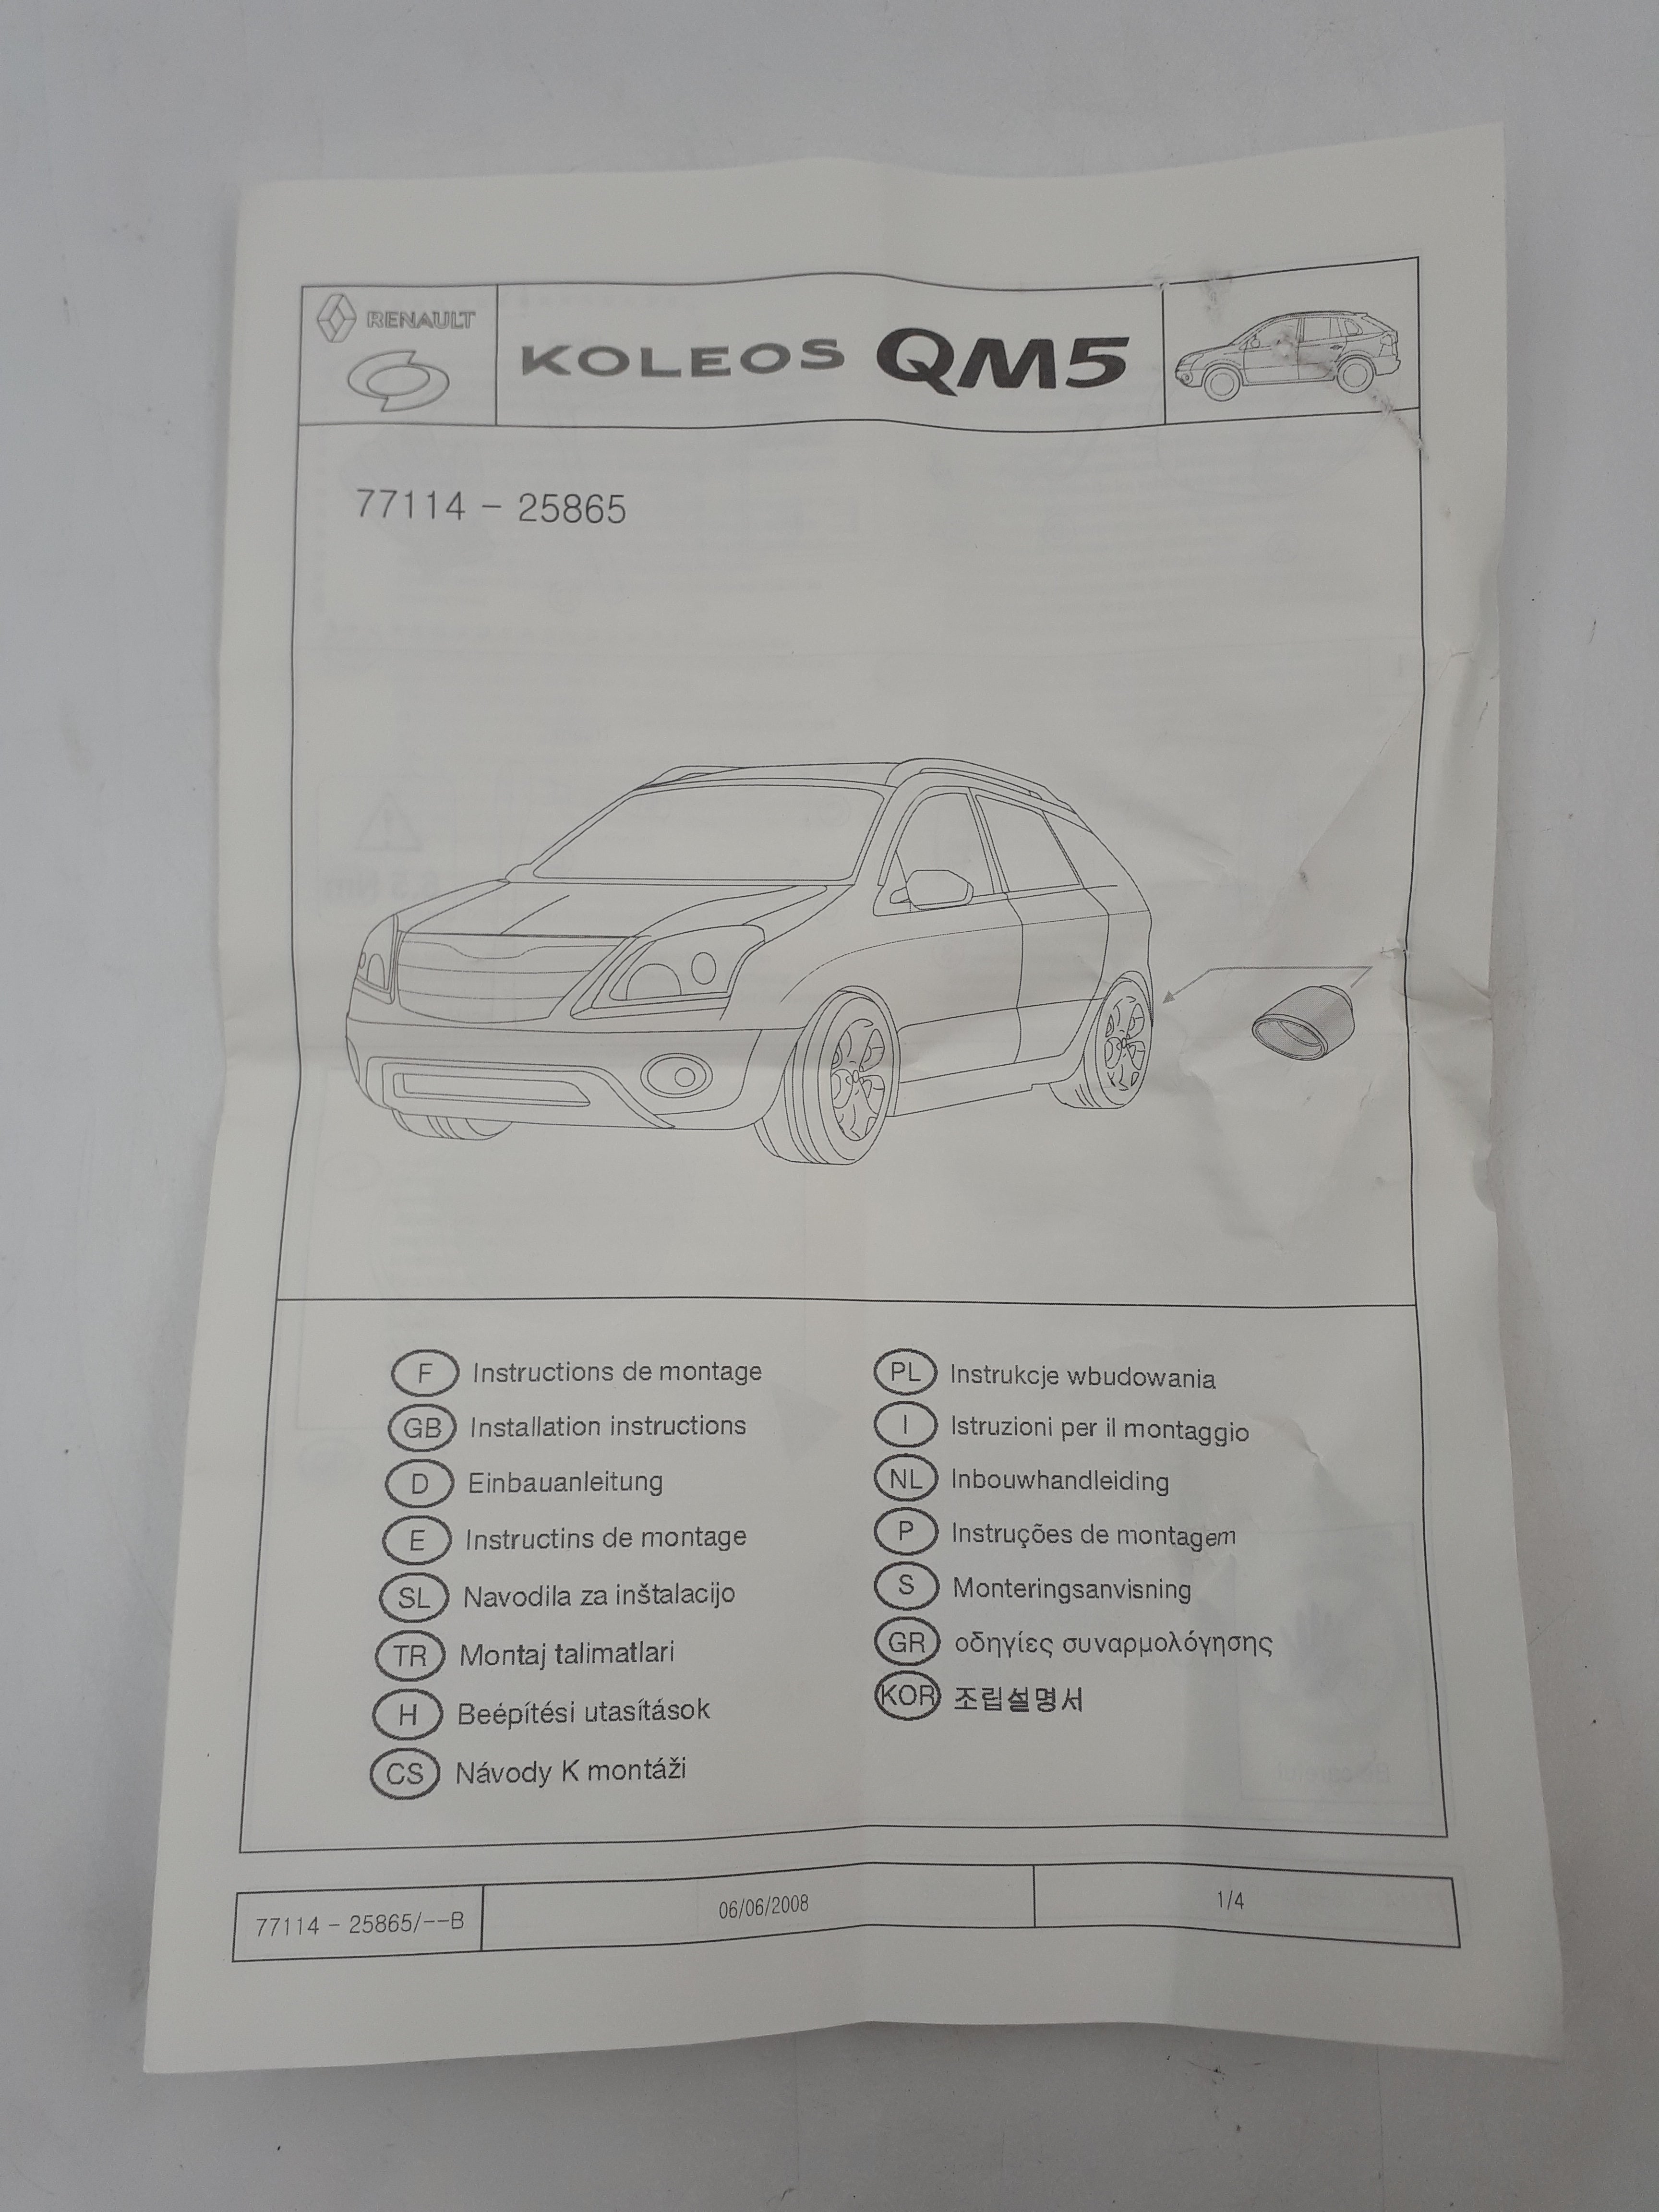 RENAULT
KOLEOS QM5
77114 - 25865
F Instructions de montage
GB Installation instructions
D Einbauanleitung
E Instructins de montage
SL Navodila za inštalacijo
TR Montaj talimatlari
H Beépítési utasítások
CS Návody K montáži
PL Instrukcje wbudowania
I Istruzioni per il montaggio
NL Inbouwhandleiding
P Instruções de montagem
S Monteringsanvisning
GR οδηγίες συναρμολόγησης
KOR 조립설명서
77114 - 25865/--B
06/06/2008
1/4